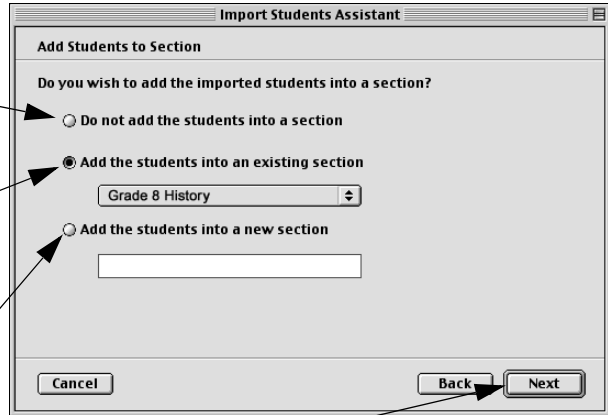 Import Students Assistant
Add Students to Section
Do you wish to add the imported students into a section?
Do not add the students into a section
Add the students into an existing section
Grade 8 History
Add the students into a new section
Cancel
Back
Next